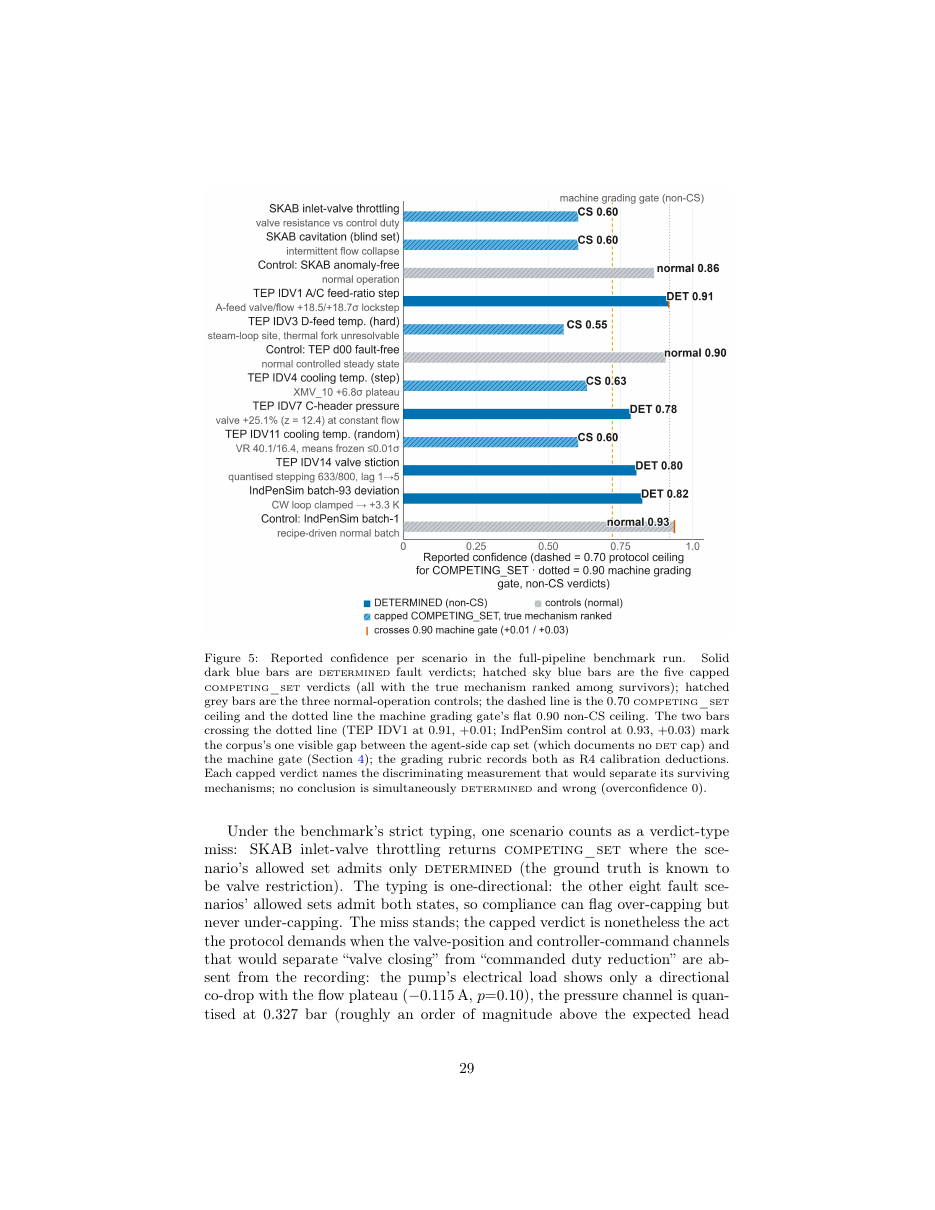 machine grading gate (non-CS)
SKAB inlet-valve throttling
valve resistance vs control duty
CS 0.60
SKAB cavitation (blind set)
intermittent flow collapse
CS 0.60
Control: SKAB anomaly-free
normal operation
normal 0.86
TEP IDV1 A/C feed-ratio step
A-feed valve/flow +18.5/+18.7σ lockstep
DET 0.91
TEP IDV3 D-feed temp. (hard)
steam-loop site, thermal fork unresolvable
CS 0.55
Control: TEP d00 fault-free
normal controlled steady state
normal 0.90
TEP IDV4 cooling temp. (step)
XMV_10 +6.8σ plateau
CS 0.63
TEP IDV7 C-header pressure
valve +25.1% (z = 12.4) at constant flow
DET 0.78
TEP IDV11 cooling temp. (random)
VR 40.1/16.4, means frozen ≤0.01σ
CS 0.60
TEP IDV14 valve stiction
quantised stepping 633/800, lag 1→5
DET 0.80
IndPenSim batch-93 deviation
CW loop clamped → +3.3 K
DET 0.82
Control: IndPenSim batch-1
recipe-driven normal batch
normal 0.93
0 0.25 0.50 0.75 1.0
Reported confidence (dashed = 0.70 protocol ceiling
for COMPETING_SET · dotted = 0.90 machine grading
gate, non-CS verdicts)
DETERMINED (non-CS) controls (normal)
capped COMPETING_SET, true mechanism ranked
crosses 0.90 machine gate (+0.01 / +0.03)
Figure 5: Reported confidence per scenario in the full-pipeline benchmark run. Solid
dark blue bars are DETERMINED fault verdicts; hatched sky blue bars are the five capped
COMPETING_SET verdicts (all with the true mechanism ranked among survivors); hatched
grey bars are the three normal-operation controls; the dashed line is the 0.70 COMPETING_SET
ceiling and the dotted line the machine grading gate's flat 0.90 non-CS ceiling. The two bars
crossing the dotted line (TEP IDV1 at 0.91, +0.01; IndPenSim control at 0.93, +0.03) mark
the corpus's one visible gap between the agent-side cap set (which documents no DET cap) and
the machine gate (Section 4); the grading rubric records both as R4 calibration deductions.
Each capped verdict names the discriminating measurement that would separate its surviving
mechanisms; no conclusion is simultaneously DETERMINED and wrong (overconfidence 0).
Under the benchmark's strict typing, one scenario counts as a verdict-type
miss: SKAB inlet-valve throttling returns COMPETING_SET where the sce-
nario's allowed set admits only DETERMINED (the ground truth is known to
be valve restriction). The typing is one-directional: the other eight fault sce-
narios' allowed sets admit both states, so compliance can flag over-capping but
never under-capping. The miss stands; the capped verdict is nonetheless the act
the protocol demands when the valve-position and controller-command channels
that would separate “valve closing” from “commanded duty reduction” are ab-
sent from the recording: the pump's electrical load shows only a directional
co-drop with the flow plateau (−0.115 A, p=0.10), the pressure channel is quan-
tised at 0.327 bar (roughly an order of magnitude above the expected head
29